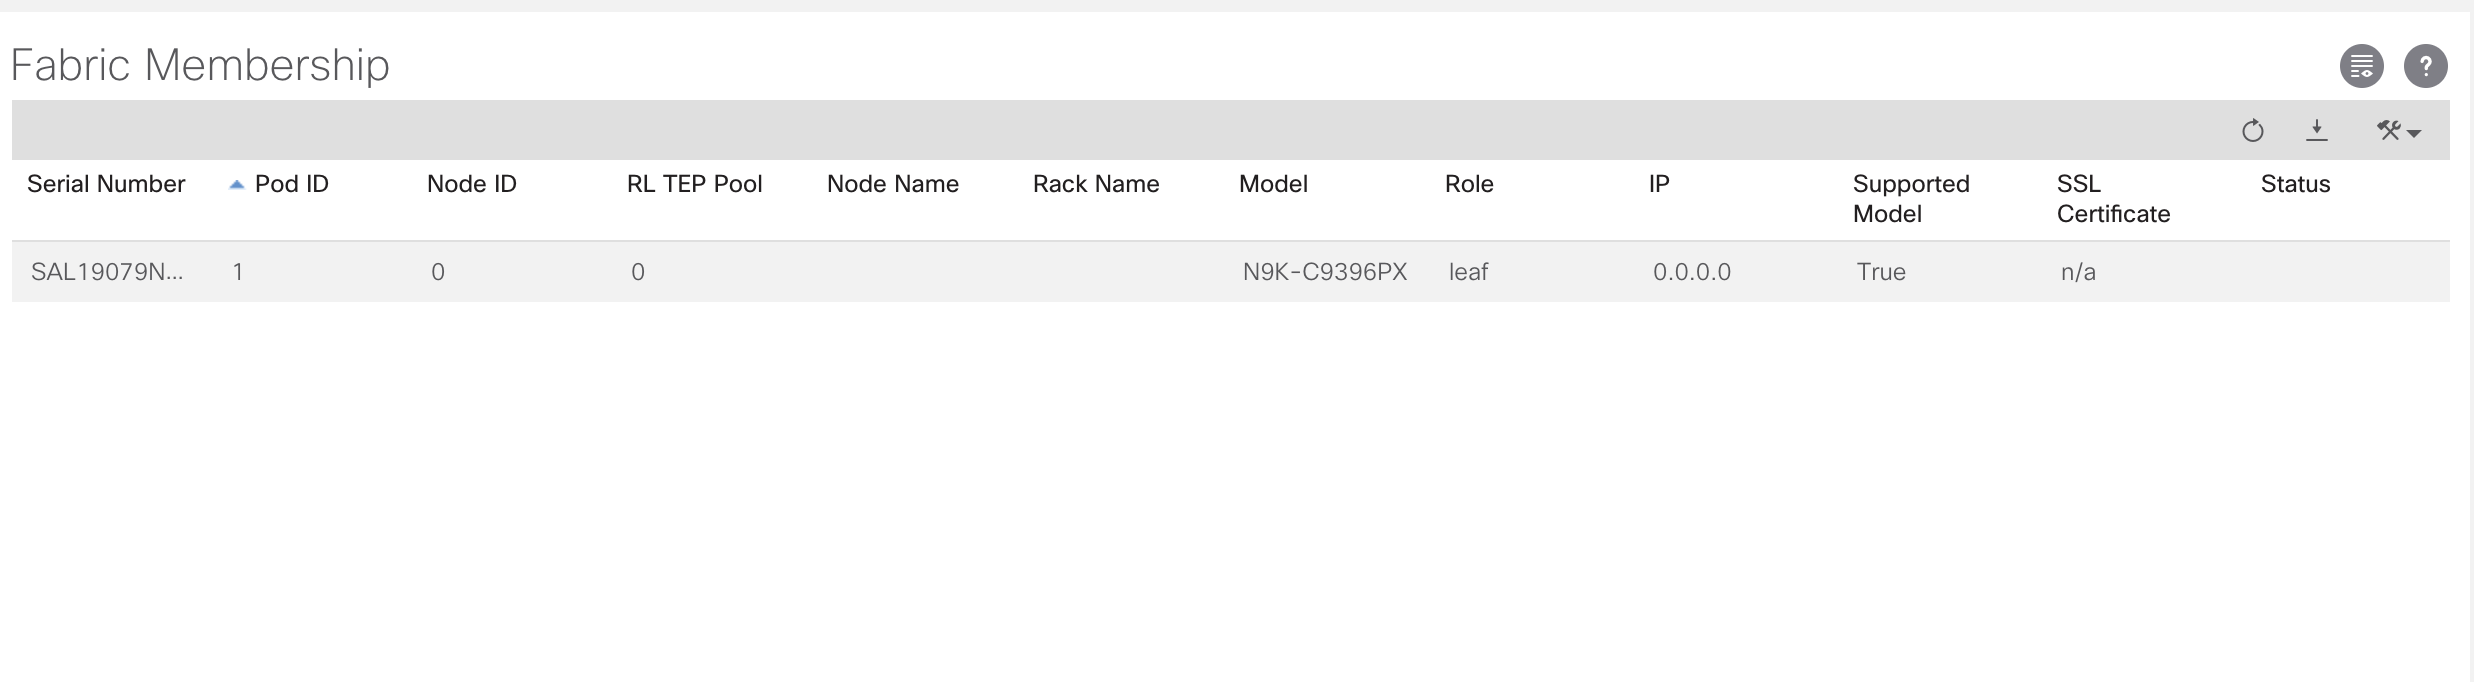 Fabric Membership
?
Serial Number Pod ID Node ID RL TEP Pool Node Name Rack Name Model Role IP Supported Model SSL Certificate Status
SAL19079N... 1 0 0 N9K-C9396PX leaf 0.0.0.0 True n/a